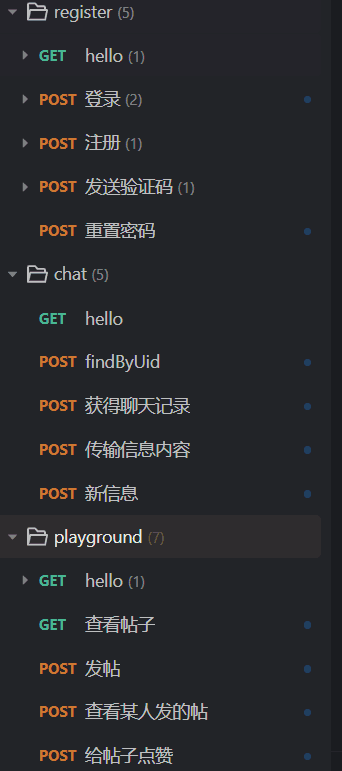 register (5)
GET hello (1)
POST 登录 (2)
POST 注册 (1)
POST 发送验证码 (1)
POST 重置密码
chat (5)
GET hello
POST findByUid
POST 获得聊天记录
POST 传输信息内容
POST 新信息
playground (7)
GET hello (1)
GET 查看帖子
POST 发帖
POST 查看某人发的帖
POST 给帖子点赞